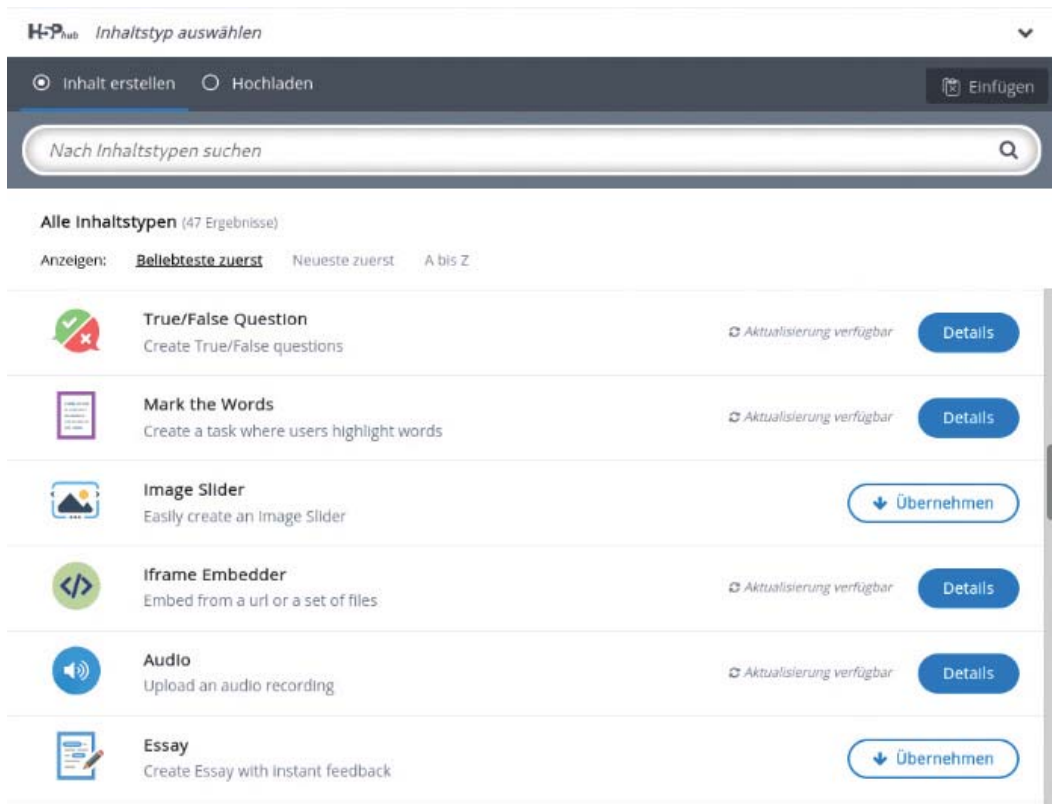 H5Phub Inhaltstyp auswählen
Inhalt erstellen Hochladen Einfügen
Nach Inhaltstypen suchen
Alle Inhaltstypen (47 Ergebnisse)
Anzeigen: Beliebteste zuerst Neueste zuerst A bis Z
True/False Question
Create True/False questions
Aktualisierung verfügbar Details
Mark the Words
Create a task where users highlight words
Aktualisierung verfügbar Details
Image Slider
Easily create an Image Slider
Übernehmen
Iframe Embedder
Embed from a url or a set of files
Aktualisierung verfügbar Details
Audio
Upload an audio recording
Aktualisierung verfügbar Details
Essay
Create Essay with instant feedback
Übernehmen